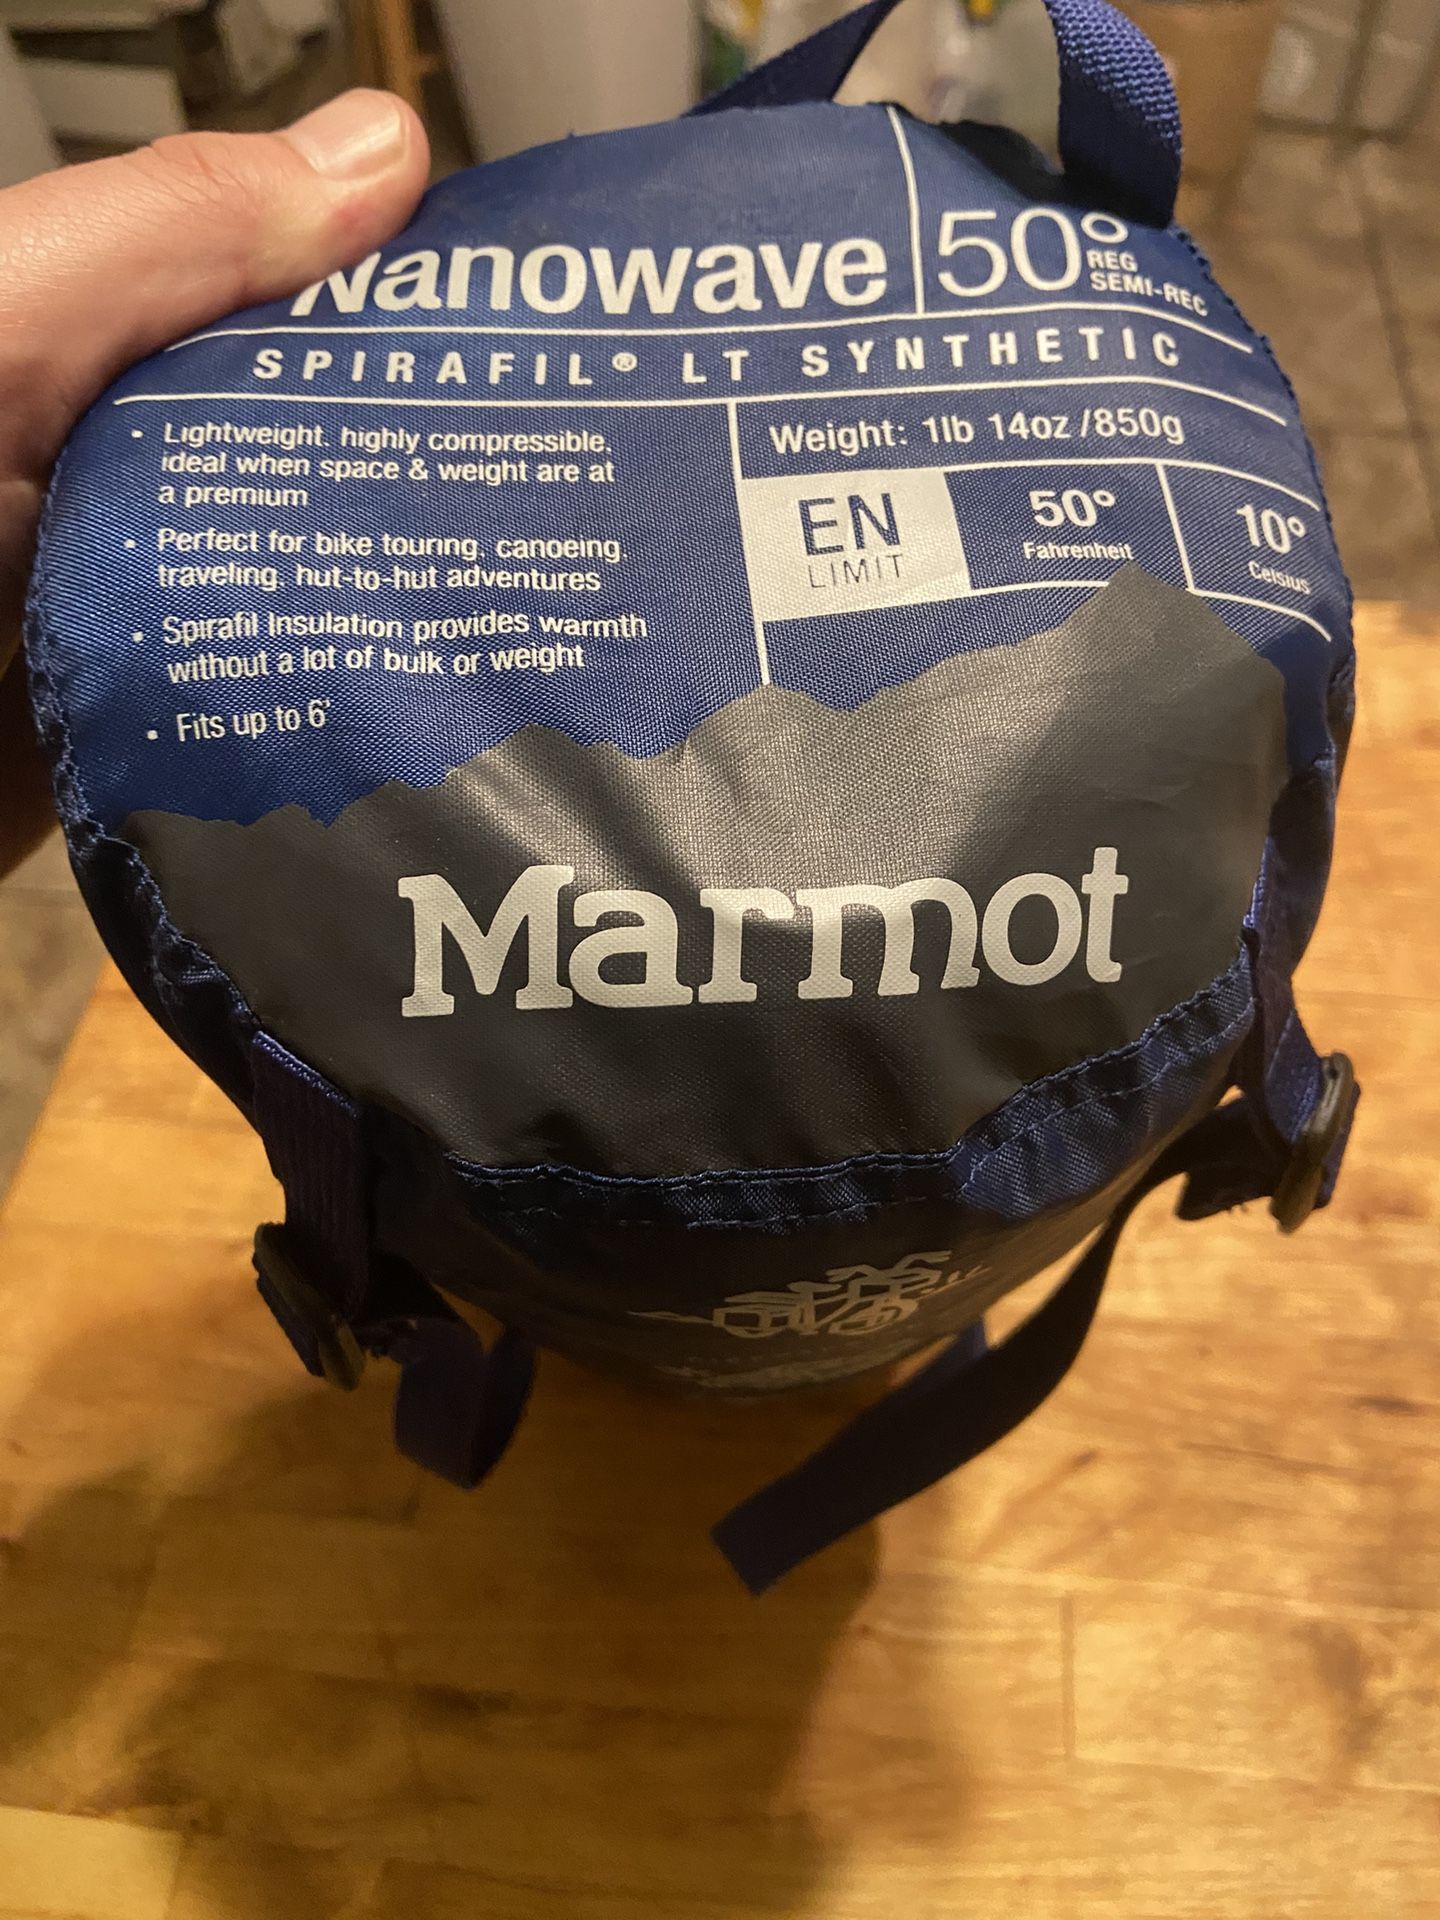 Nanowave
50°
REG
SEMI-REC
SPIRAFIL® LT SYNTHETIC
• Lightweight, highly compressible,
ideal when space & weight are at
a premium
• Perfect for bike touring, canoeing,
traveling, hut-to-hut adventures
• Spirafil Insulation provides warmth
without a lot of bulk or weight
• Fits up to 6'
Weight: 1lb 14oz /850g
EN
LIMIT
50°
Fahrenheit
10°
Celsius
Marmot